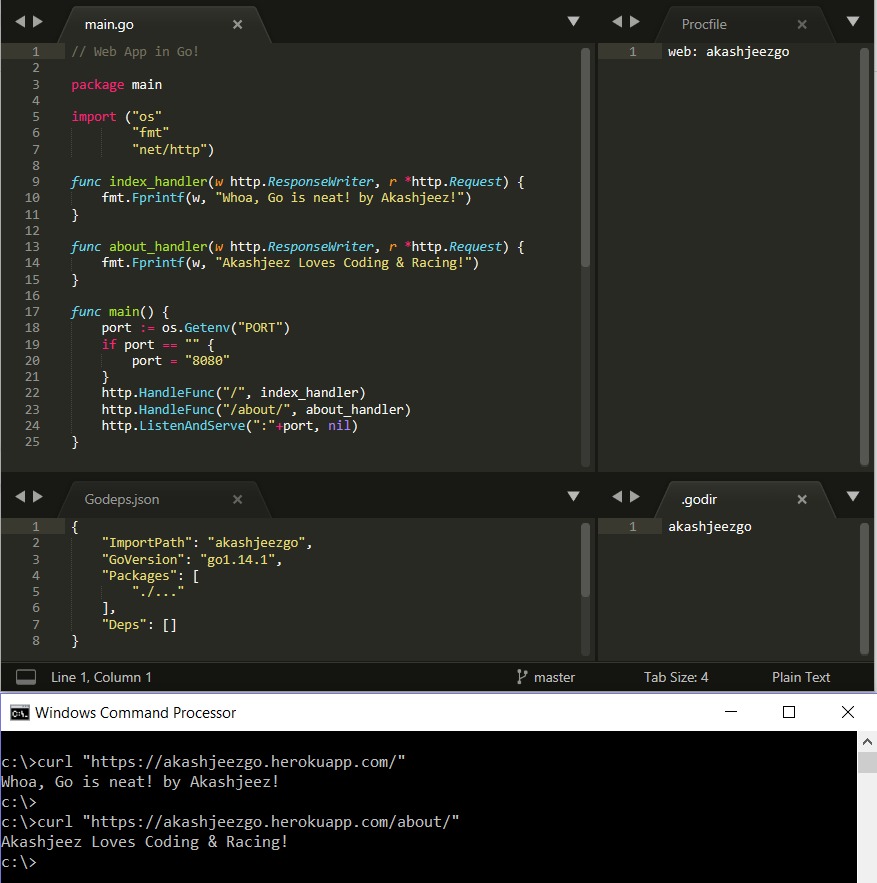 main.go
1 // Web App in Go!
2
3 package main
4
5 import ("os"
6 "fmt"
7 "net/http")
8
9 func index_handler(w http.ResponseWriter, r *http.Request) {
10 fmt.Fprintf(w, "Whoa, Go is neat! by Akashjeez!")
11 }
12
13 func about_handler(w http.ResponseWriter, r *http.Request) {
14 fmt.Fprintf(w, "Akashjeez Loves Coding & Racing!")
15 }
16
17 func main() {
18 port := os.Getenv("PORT")
19 if port == "" {
20 port = "8080"
21 }
22 http.HandleFunc("/", index_handler)
23 http.HandleFunc("/about/", about_handler)
24 http.ListenAndServe(":"+port, nil)
25 }
Procfile
1 web: akashjeezgo
Godeps.json
1 {
2 "ImportPath": "akashjeezgo",
3 "GoVersion": "go1.14.1",
4 "Packages": [
5 "./..."
6 ],
7 "Deps": []
8 }
.godir
1 akashjeezgo
Line 1, Column 1 master Tab Size: 4 Plain Text
Windows Command Processor
c:\>curl "https://akashjeezgo.herokuapp.com/"
Whoa, Go is neat! by Akashjeez!
c:\>
c:\>curl "https://akashjeezgo.herokuapp.com/about/"
Akashjeez Loves Coding & Racing!
c:\>